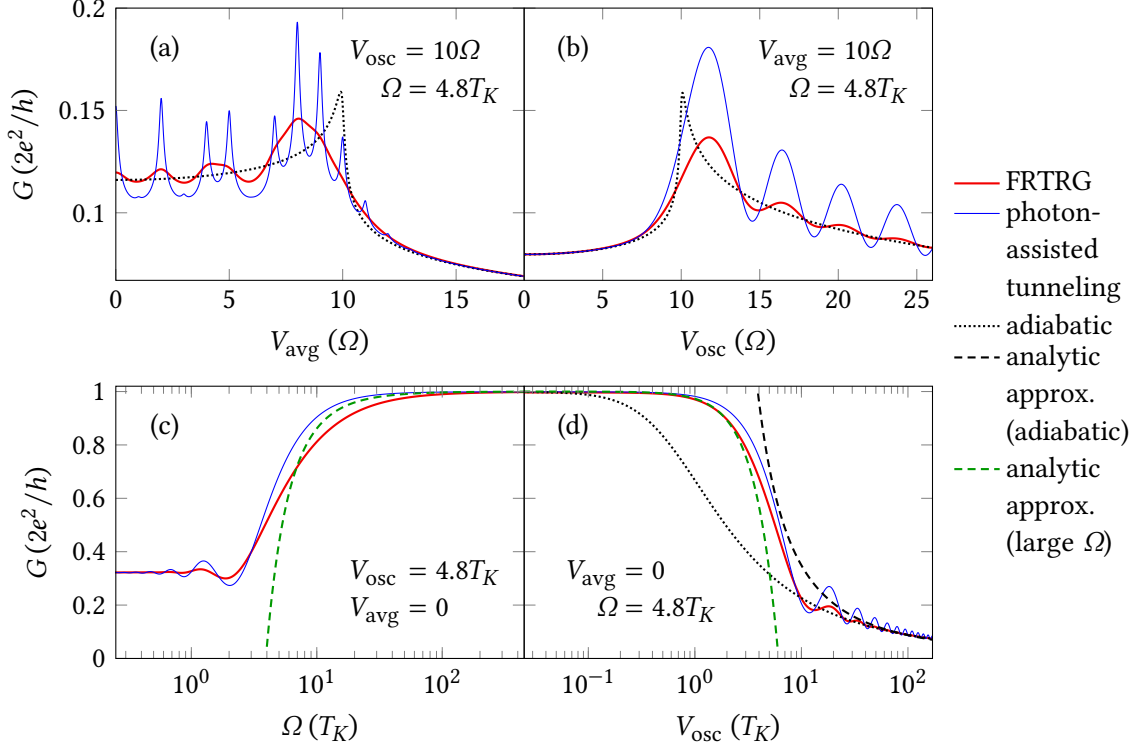 0.2
0.15
0.1
G (2e²/h)
(a)
V_osc = 10Ω
Ω = 4.8T_K
0
5
10
15
V_avg (Ω)
(b)
V_avg = 10Ω
Ω = 4.8T_K
0
5
10
15
20
25
V_osc (Ω)
FRTRG
photon-
assisted
tunneling
adiabatic
analytic
approx.
(adiabatic)
analytic
approx.
(large Ω)
1
0.8
0.6
0.4
0.2
0
G (2e²/h)
(c)
V_osc = 4.8T_K
V_avg = 0
10⁰
10¹
10²
Ω (T_K)
(d)
V_avg = 0
Ω = 4.8T_K
10⁻¹
10⁰
10¹
10²
V_osc (T_K)